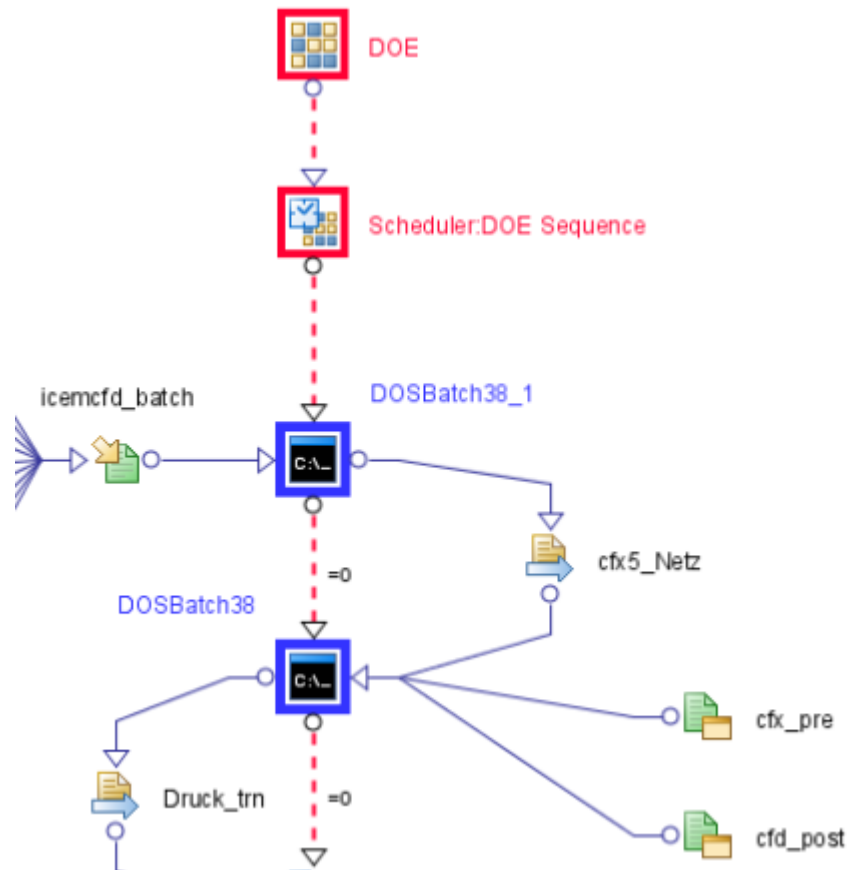 DOE
Scheduler:DOE Sequence
icemcfd_batch
DOSBatch38_1
C:\_
cfx5_Netz
=0
DOSBatch38
C:\_
cfx_pre
Druck_trn
=0
cfd_post